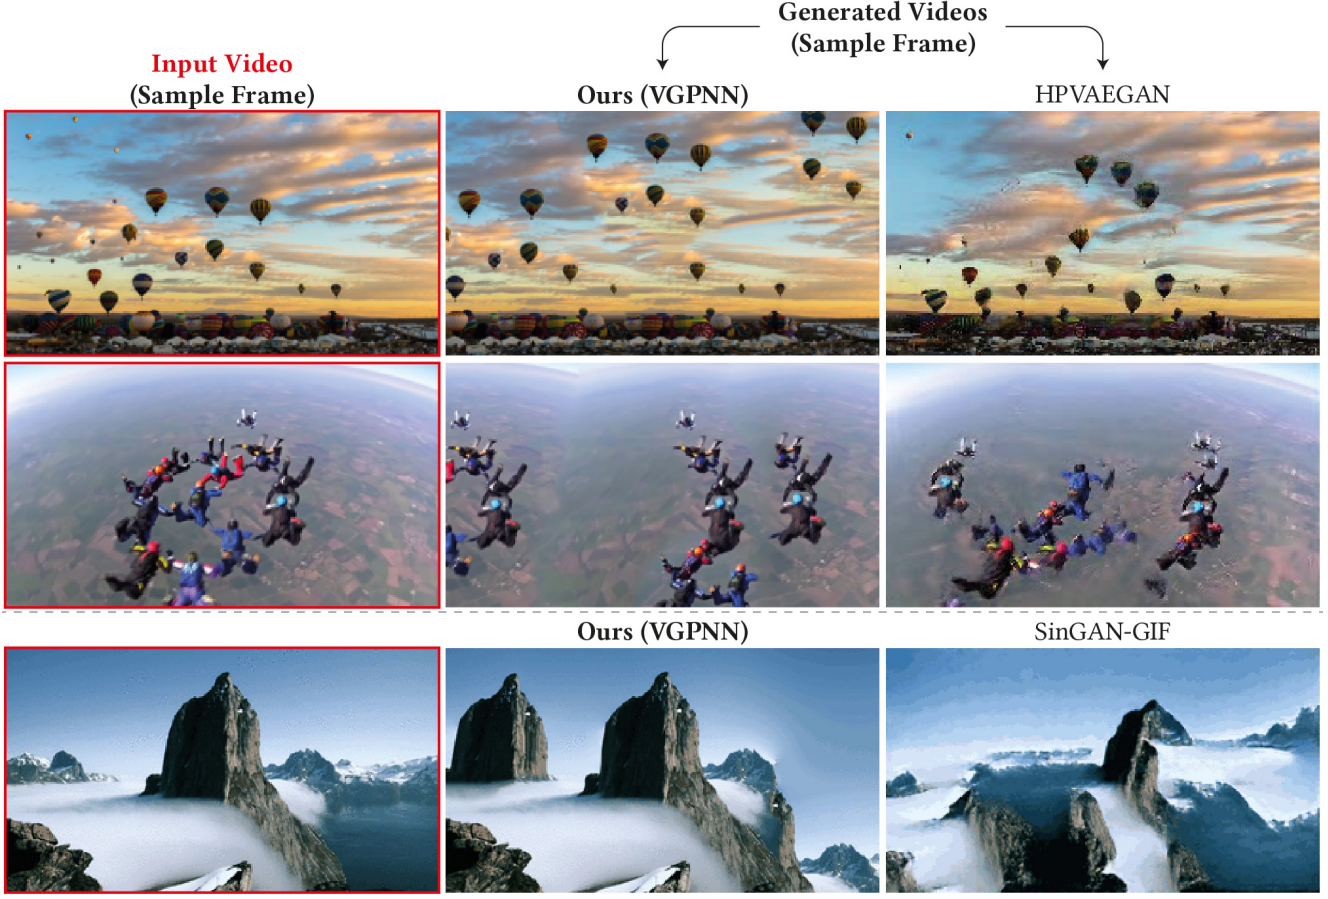 Generated Videos
(Sample Frame)
Input Video
(Sample Frame)
Ours (VGPNN)
HPVAEGAN
Ours (VGPNN)
SinGAN-GIF